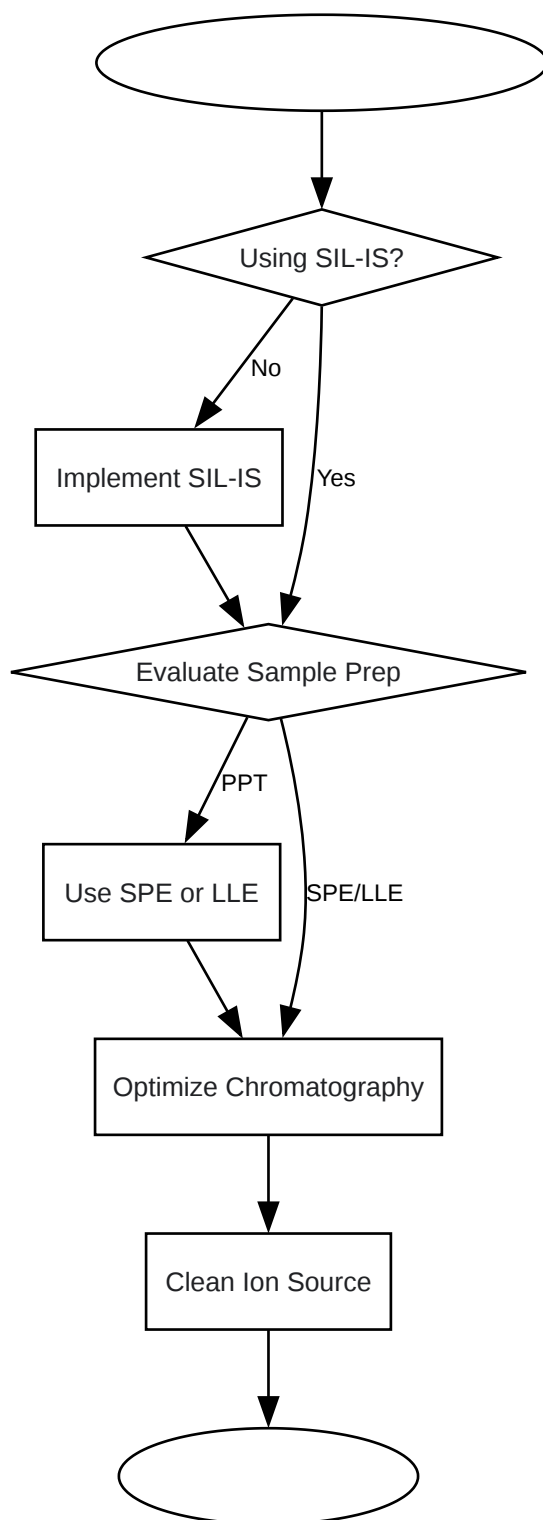 Using SIL-IS?
No
Implement SIL-IS
Yes
Evaluate Sample Prep
PPT
Use SPE or LLE
SPE/LLE
Optimize Chromatography
Clean Ion Source